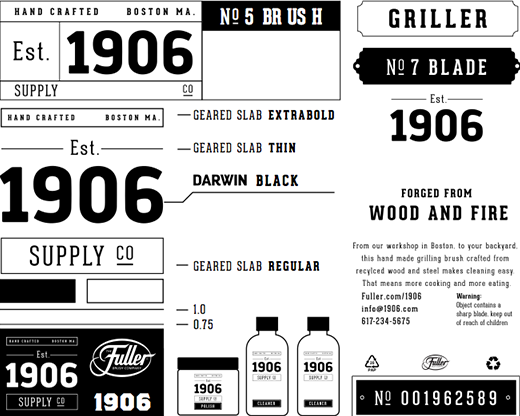 HAND CRAFTED BOSTON MA.
Est. 1906
SUPPLY CO
Nº 5 BRUSH
HAND CRAFTED BOSTON MA.
Est.
1906
SUPPLY CO
GEARED SLAB EXTRABOLD
GEARED SLAB THIN
DARWIN BLACK
GEARED SLAB REGULAR
1.0
0.75
HAND CRAFTED BOSTON MA.
Est.
1906
SUPPLY CO
Fuller
BRUSH COMPANY
1906
1906
SUPPLY CO
POLISH
1906
SUPPLY CO
CLEANER
1906
SUPPLY CO
CLEANER
GRILLER
Nº 7 BLADE
Est.
1906
FORGED FROM
WOOD AND FIRE
From our workshop in Boston, to your backyard,
this hand made grilling brush crafted from
recylced wood and steel makes cleaning easy.
That means more cooking and more eating.
Fuller.com/1906
info@1906.com
617-234-5675
Warning:
Object contains a
sharp blade, keep out
of reach of children
20
PAP
Fuller
Nº 001962589